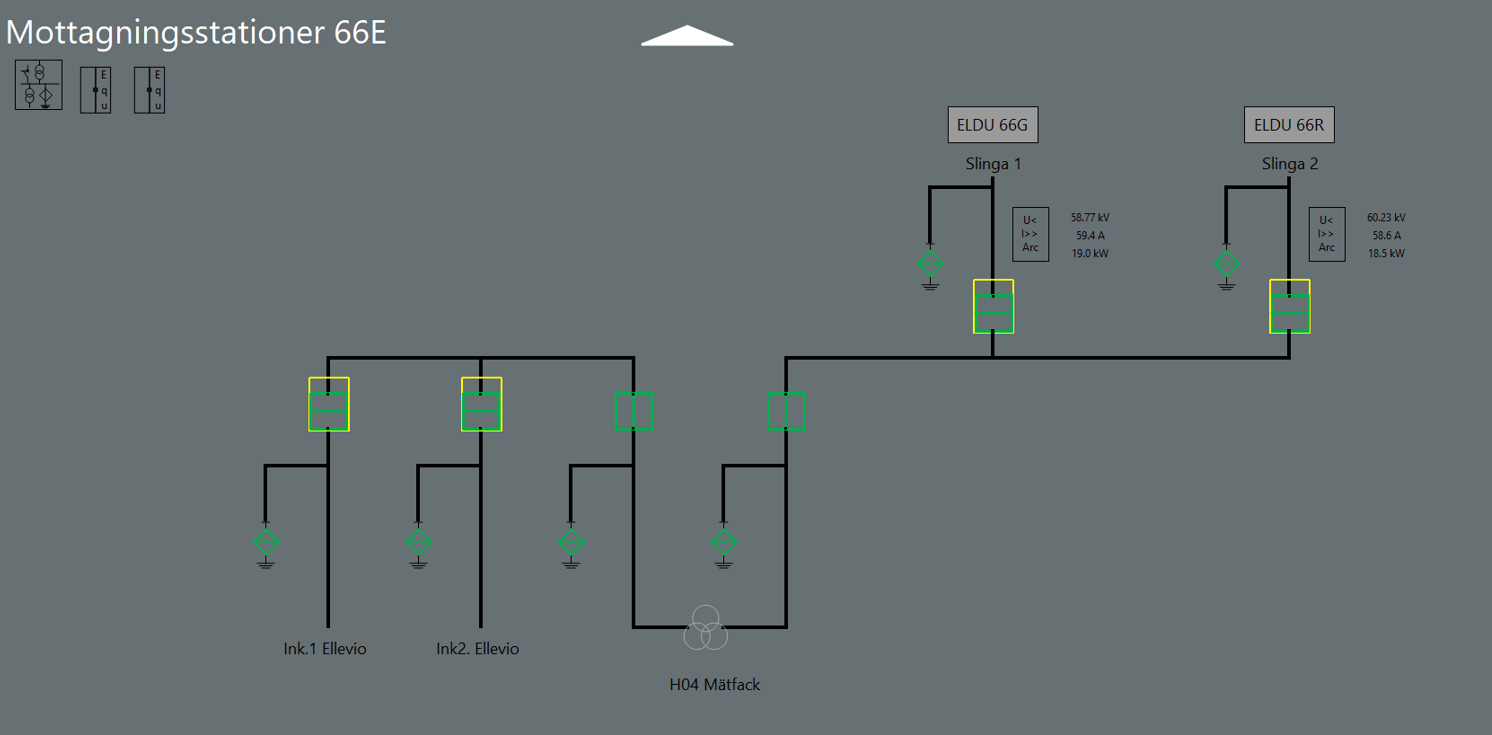 Mottagningsstationer 66E
E
q
u
E
q
u
ELDU 66G
ELDU 66R
Slinga 1
Slinga 2
U<
I>>
Arc
58.77 kV
59.4 A
19.0 kW
U<
I>>
Arc
60.23 kV
58.6 A
18.5 kW
Ink.1 Ellevio
Ink2. Ellevio
H04 Mätfack